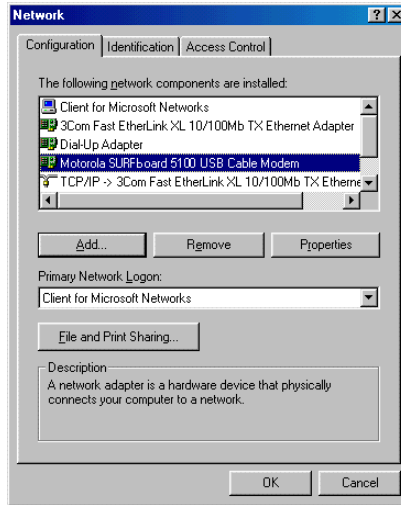 Network
Configuration Identification Access Control
The following network components are installed:
Client for Microsoft Networks
3Com Fast EtherLink XL 10/100Mb TX Ethernet Adapter
Dial-Up Adapter
Motorola SURFboard 5100 USB Cable Modem
TCP/IP -> 3Com Fast EtherLink XL 10/100Mb TX Etherne
Add... Remove Properties
Primary Network Logon:
Client for Microsoft Networks
File and Print Sharing...
Description
A network adapter is a hardware device that physically
connects your computer to a network.
OK Cancel